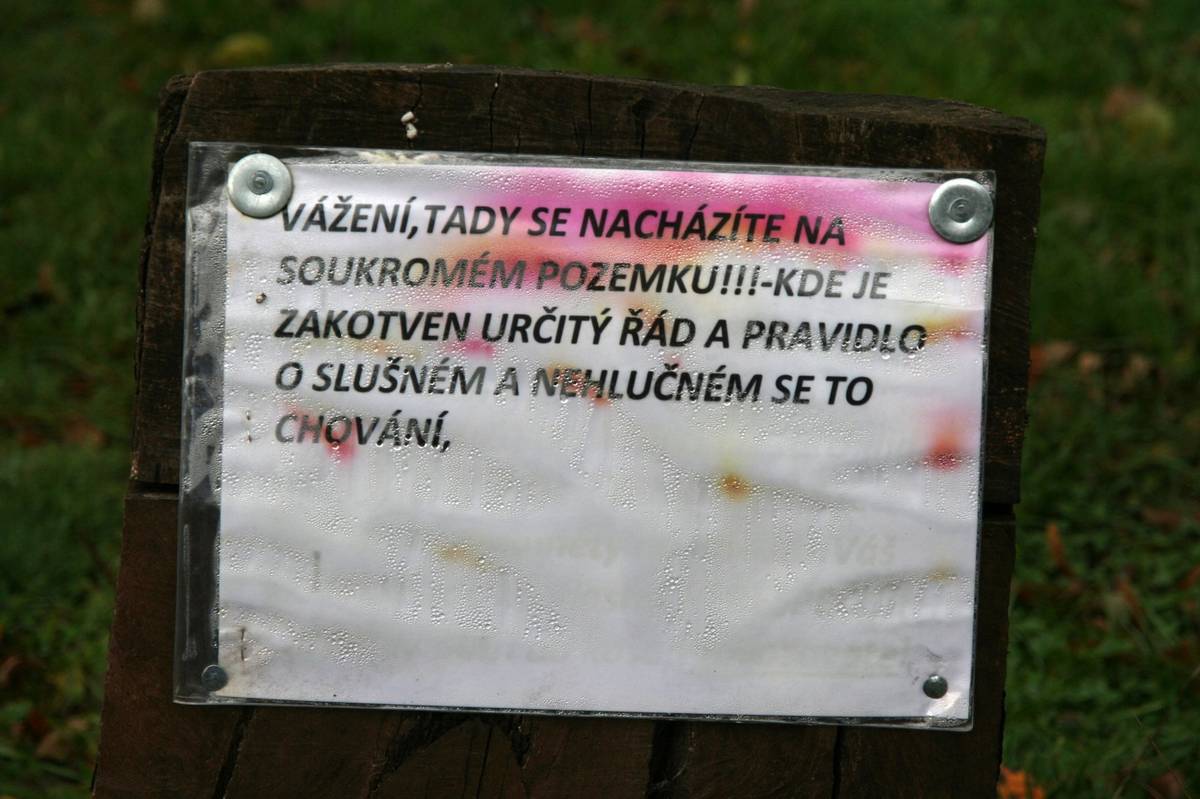 VÁŽENÍ,TADY SE NACHÁZÍTE NA
SOUKROMÉM POZEMKU!!!-KDE JE
ZAKOTVEN URČITÝ ŘÁD A PRAVIDLO
O SLUŠNÉM A NEHLUČNÉM SE TO
CHOVÁNÍ,